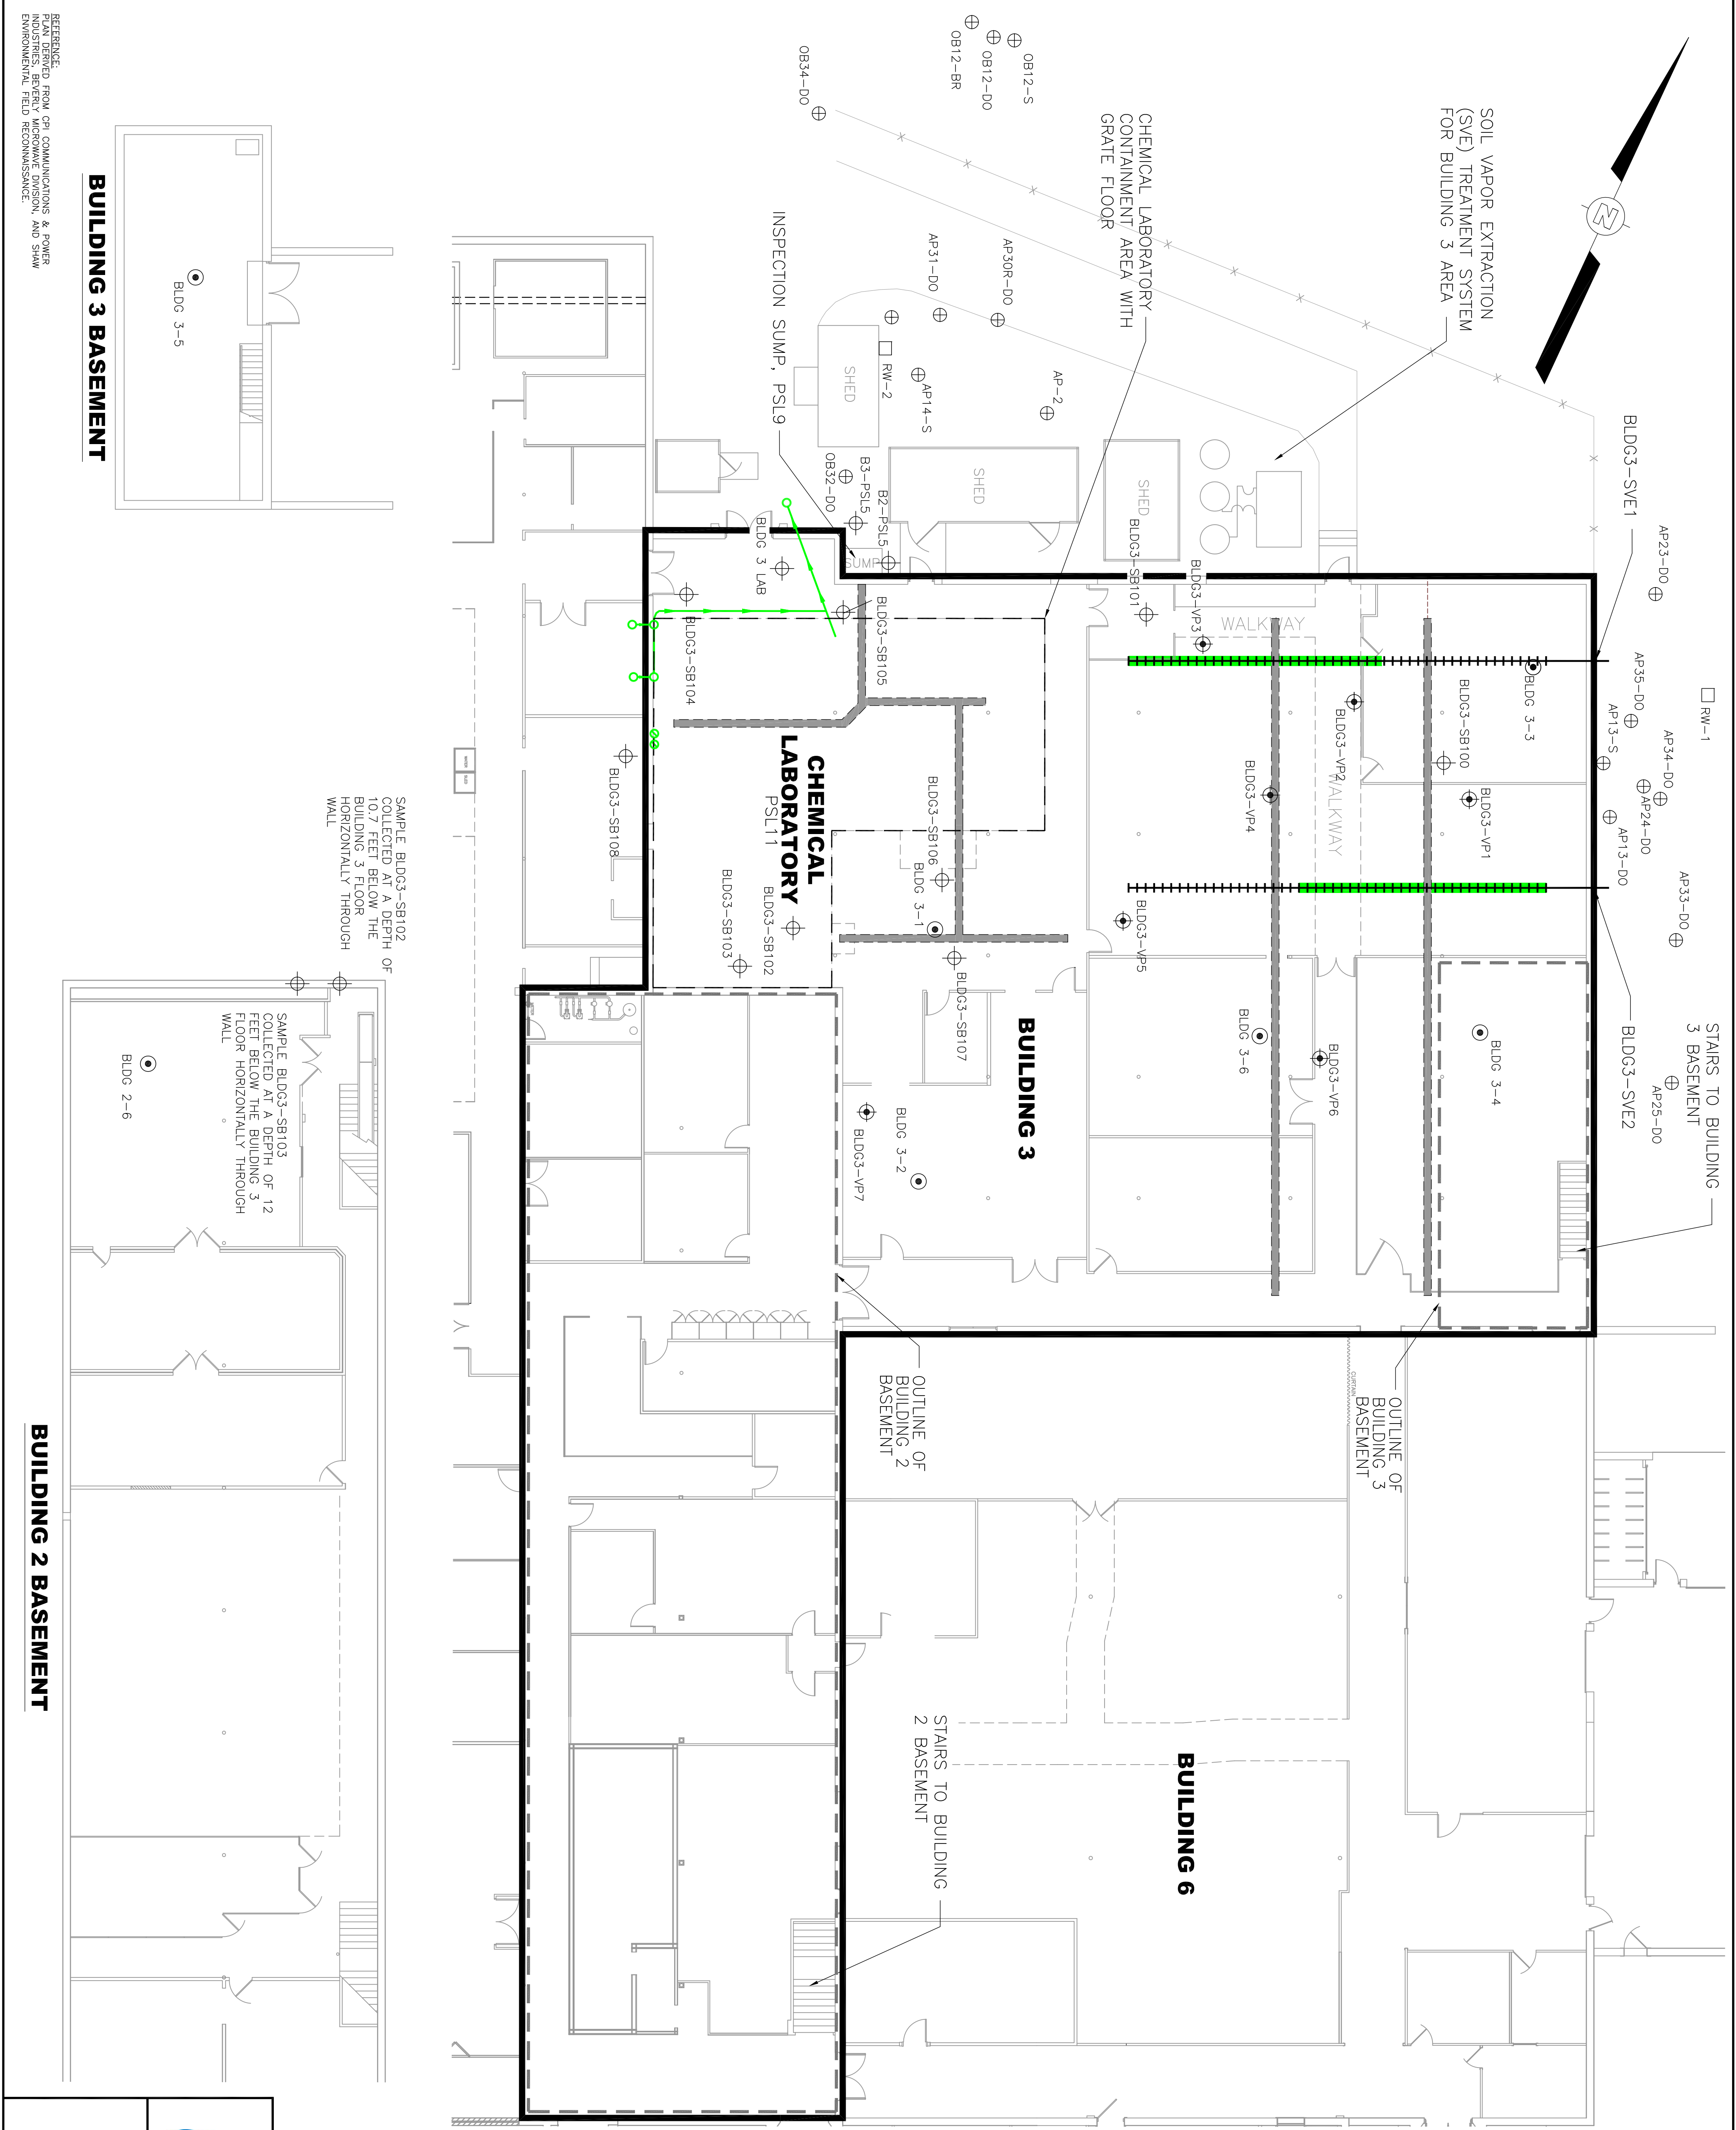 STAIRS TO BUILDING
3 BASEMENT
RW-1
AP23-DO
AP35-DO
AP13-S
AP34-DO
AP24-DO
AP13-DO
AP33-DO
AP25-DO
BLDG3-SVE1
BLDG3-SVE2
N
SOIL VAPOR EXTRACTION
(SVE) TREATMENT SYSTEM
FOR BUILDING 3 AREA
BLDG 3-3
BLDG3-SB100
BLDG3-VP1
BLDG 3-4
OUTLINE OF
BUILDING 3
BASEMENT
CURTAIN
WALKWAY
WALKWAY
BLDG3-VP2
BLDG3-VP6
BLDG3-VP4
BLDG 3-6
BLDG3-VP3
BLDG3-SB101
BLDG3-VP5
BUILDING 6
CHEMICAL LABORATORY
CONTAINMENT AREA WITH
GRATE FLOOR
SHED
AP-2
BUILDING 3
OB12-S
OB12-DO
OB12-BR
AP30R-DO
AP31-DO
AP14-S
SHED
RW-2
SHED
BLDG3-SB107
BLDG3-SB106
BLDG 3-1
BLDG 3-2
BLDG3-VP7
OUTLINE OF
BUILDING 2
BASEMENT
STAIRS TO BUILDING
2 BASEMENT
OB34-DO
INSPECTION SUMP, PSL9
B2-PSL5
B3-PSL5
OB32-DO
SUMP
BLDG3-SB105
BLDG 3 LAB
CHEMICAL
LABORATORY
PSL11
BLDG3-SB104
BLDG3-SB102
BLDG3-SB103
BLDG3-SB108
SAMPLE BLDG3-SB102
COLLECTED AT A DEPTH OF
10.7 FEET BELOW THE
BUILDING 3 FLOOR
HORIZONTALLY THROUGH
WALL
SAMPLE BLDG3-SB103
COLLECTED AT A DEPTH OF 12
FEET BELOW THE BUILDING 3
FLOOR HORIZONTALLY THROUGH
WALL
BLDG 2-6
BUILDING 2 BASEMENT
BLDG 3-5
BUILDING 3 BASEMENT
REFERENCE:
PLAN DERIVED FROM CPI COMMUNICATIONS & POWER
INDUSTRIES, BEVERLY MICROWAVE DIVISION, AND SHAW
ENVIRONMENTAL FIELD RECONNAISSANCE.